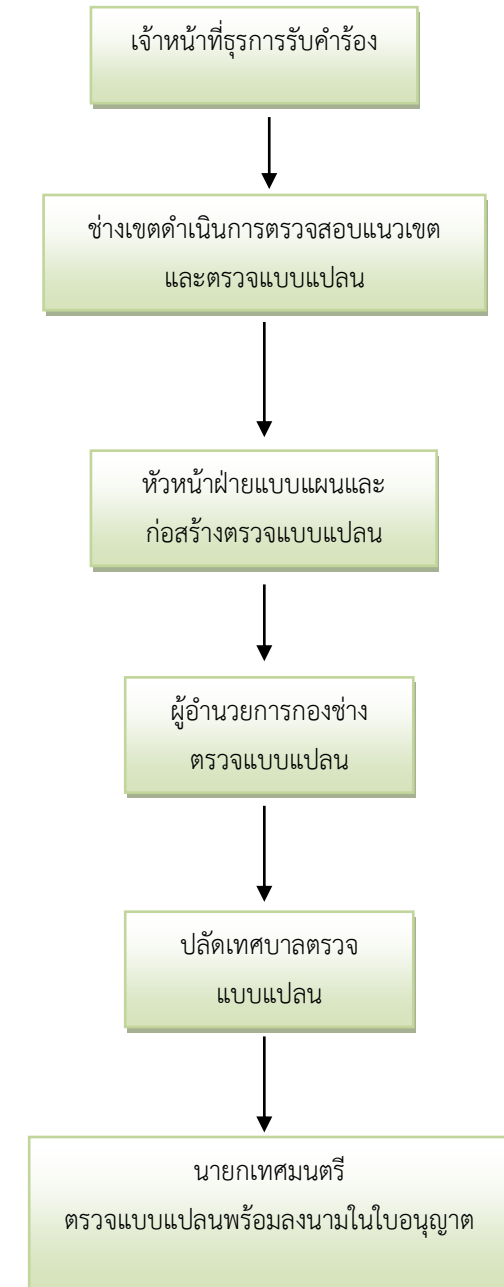 เจ้าหน้าที่ธุรการรับคำร้อง
ช่างเขตดำเนินการตรวจสอบแนวเขต
และตรวจแบบแปลน
หัวหน้าฝ่ายแบบแผนและ
ก่อสร้างตรวจแบบแปลน
ผู้อำนวยการกองช่าง
ตรวจแบบแปลน
ปลัดเทศบาลตรวจ
แบบแปลน
นายกเทศมนตรี
ตรวจแบบแปลนพร้อมลงนามในใบอนุญาต